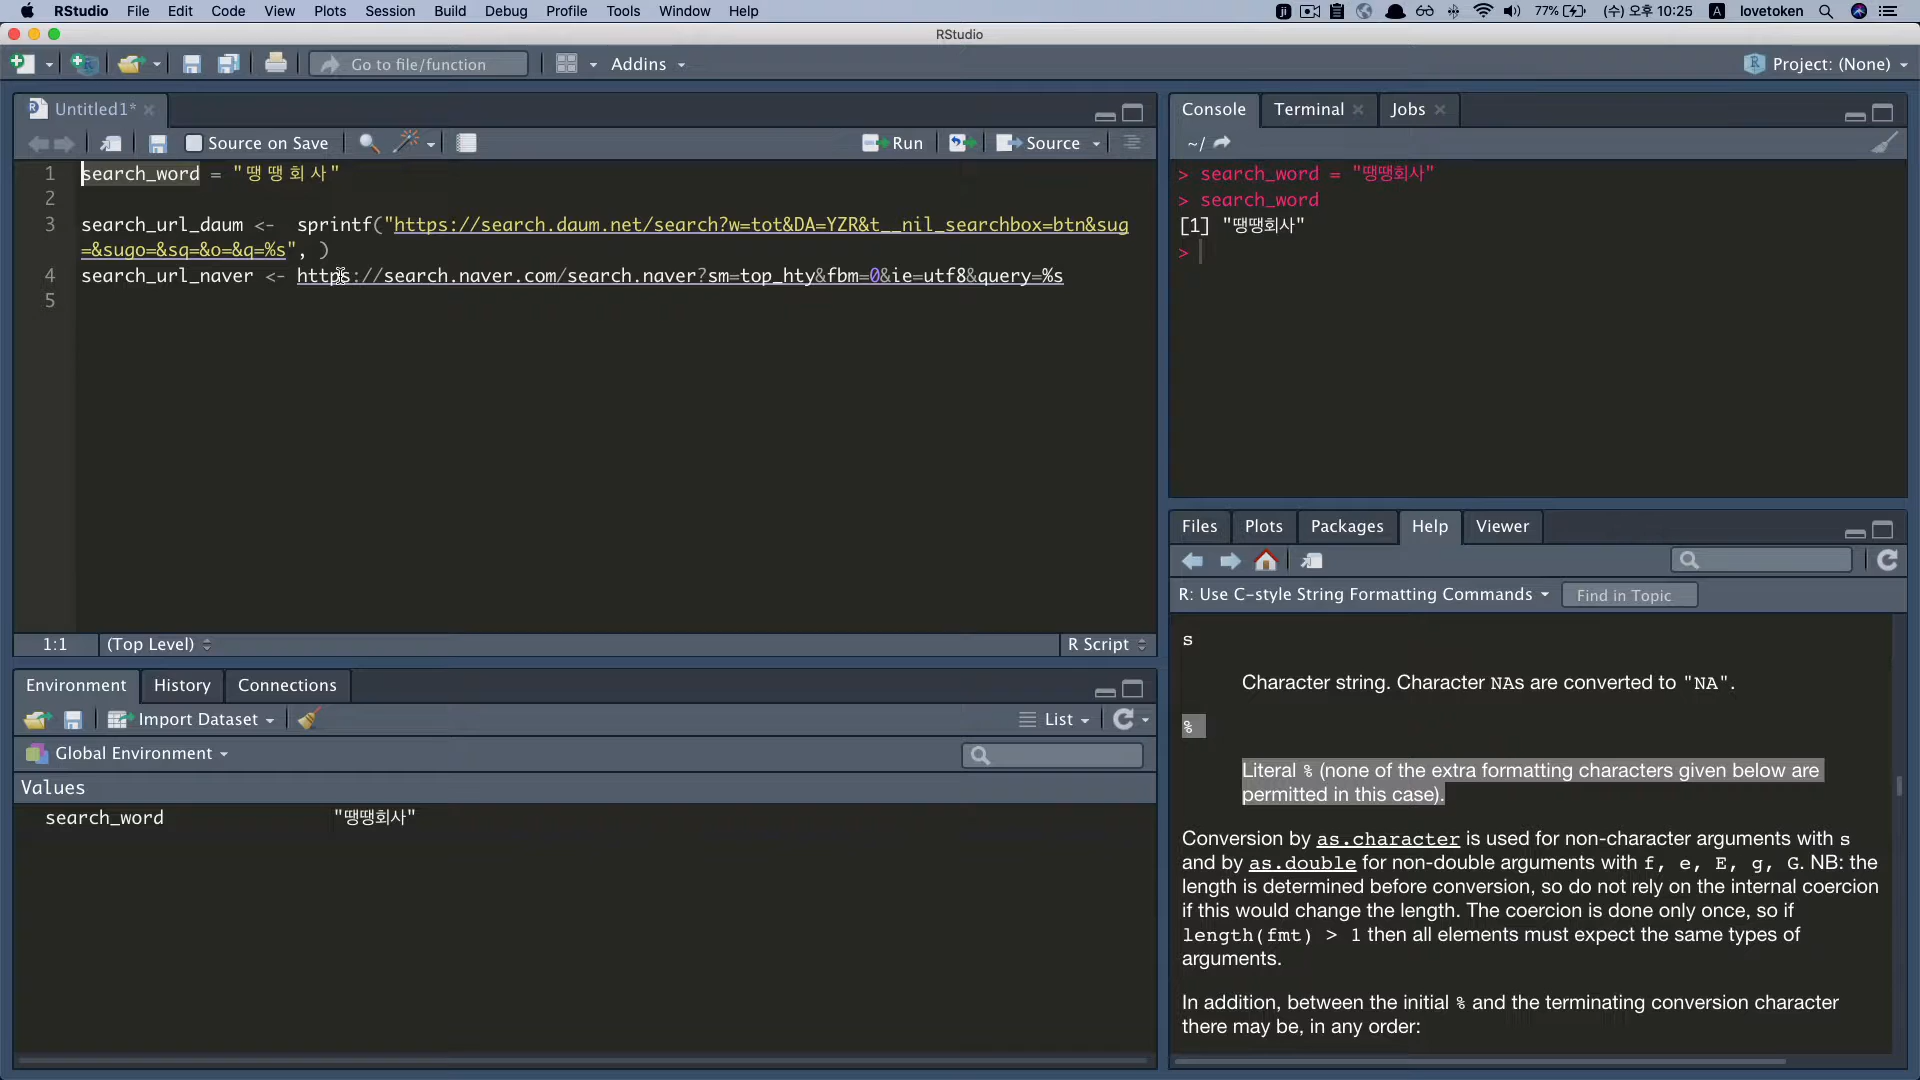 RStudio File Edit Code View Plots Session Build Debug Profile Tools Window Help 77% (수) 오후 10:25 A lovetoken
RStudio
Go to file/function Addins Project: (None)
Untitled1*
Source on Save Run Source
1 search_word = "땡땡회사"
2
3 search_url_daum <- sprintf("https://search.daum.net/search?w=tot&DA=YZR&t__nil_searchbox=btn&sug
=&sugo=&sq=&o=&q=%s", )
4 search_url_naver <- https://search.naver.com/search.naver?sm=top_hty&fbm=0&ie=utf8&query=%s
5
1:1 (Top Level) R Script
Environment History Connections
Import Dataset List
Global Environment
Values
search_word "땡땡회사"
Console Terminal Jobs
~/
> search_word = "땡땡회사"
> search_word
[1] "땡땡회사"
>
Files Plots Packages Help Viewer
R: Use C-style String Formatting Commands Find in Topic
s
Character string. Character NAs are converted to "NA".
%
Literal % (none of the extra formatting characters given below are
permitted in this case).
Conversion by as.character is used for non-character arguments with s
and by as.double for non-double arguments with f, e, E, g, G. NB: the
length is determined before conversion, so do not rely on the internal coercion
if this would change the length. The coercion is done only once, so if
length(fmt) > 1 then all elements must expect the same types of
arguments.
In addition, between the initial % and the terminating conversion character
there may be, in any order: